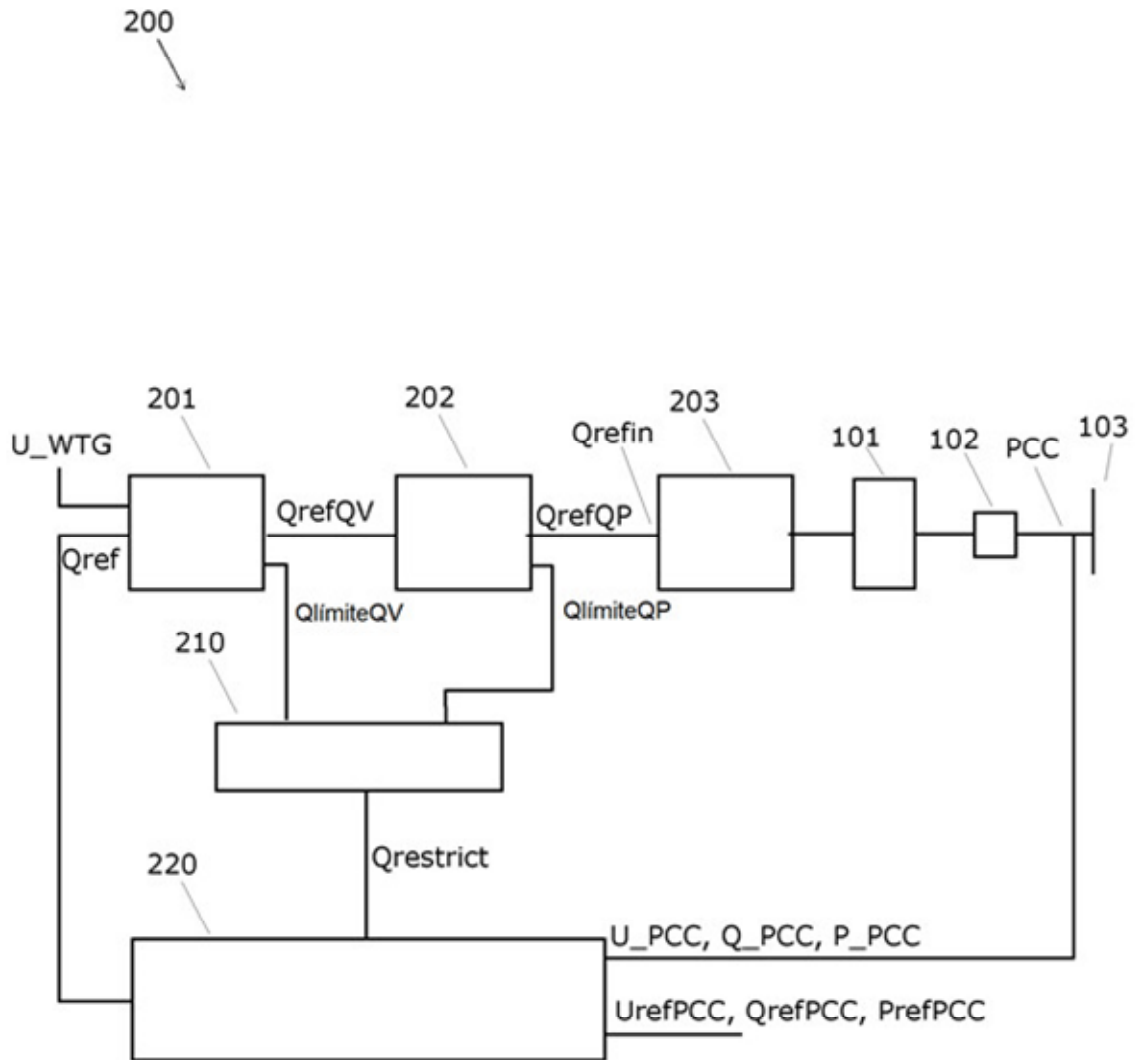 200
201
202
203
101
102
PCC
103
U_WTG
Qrefin
QrefQV
QrefQP
Qref
QlímiteQV
QlímiteQP
210
Qrestrict
220
U_PCC, Q_PCC, P_PCC
UrefPCC, QrefPCC, PrefPCC